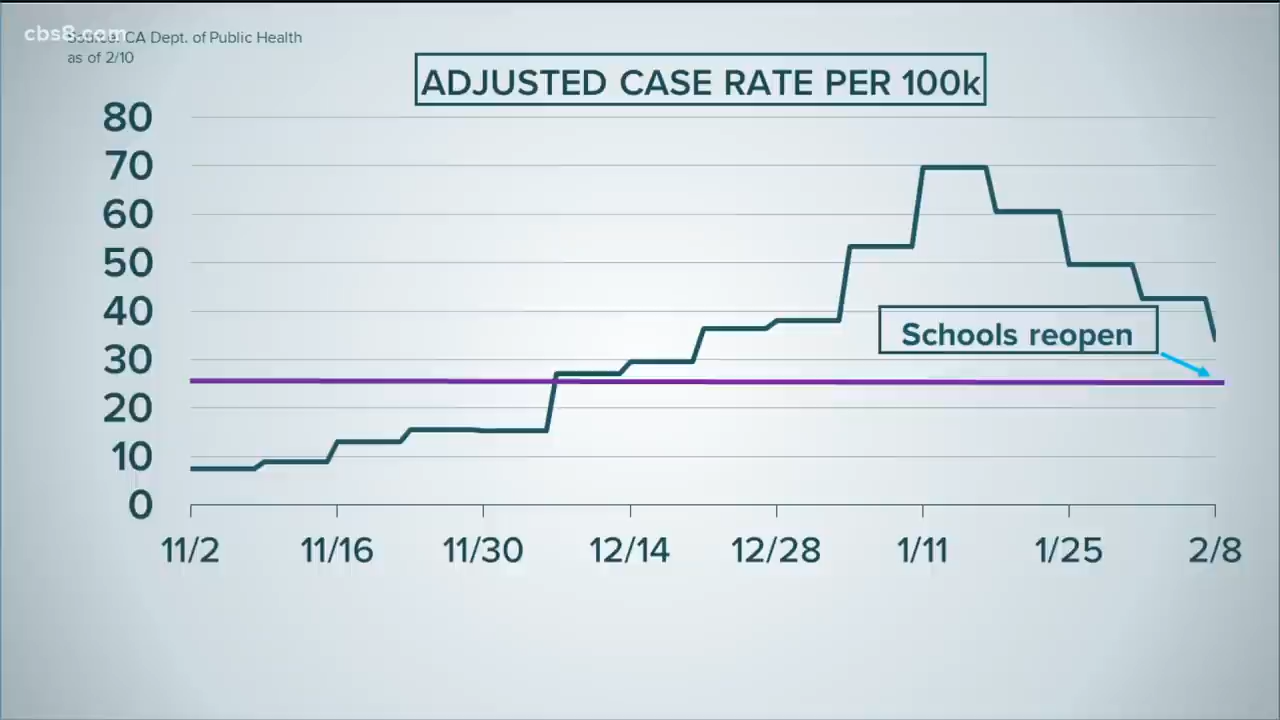 cbs8.com
Source: CA Dept. of Public Health
as of 2/10
ADJUSTED CASE RATE PER 100k
80
70
60
50
40
30
20
10
0
Schools reopen
11/2 11/16 11/30 12/14 12/28 1/11 1/25 2/8